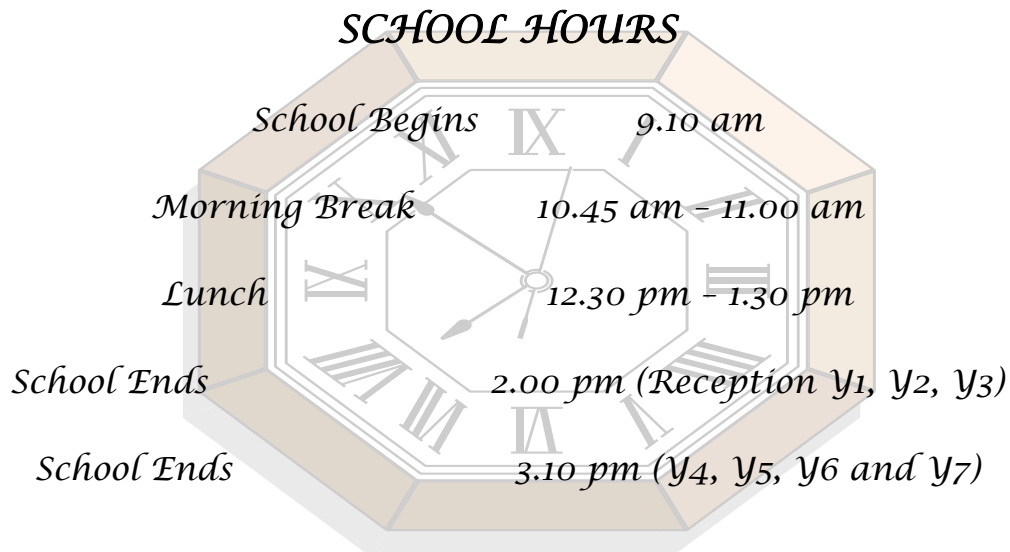 SCHOOL HOURS
School Begins 9.10 am
Morning Break 10.45 am – 11.00 am
Lunch 12.30 pm – 1.30 pm
School Ends 2.00 pm (Reception Y1, Y2, Y3)
School Ends 3.10 pm (Y4, Y5, Y6 and Y7)